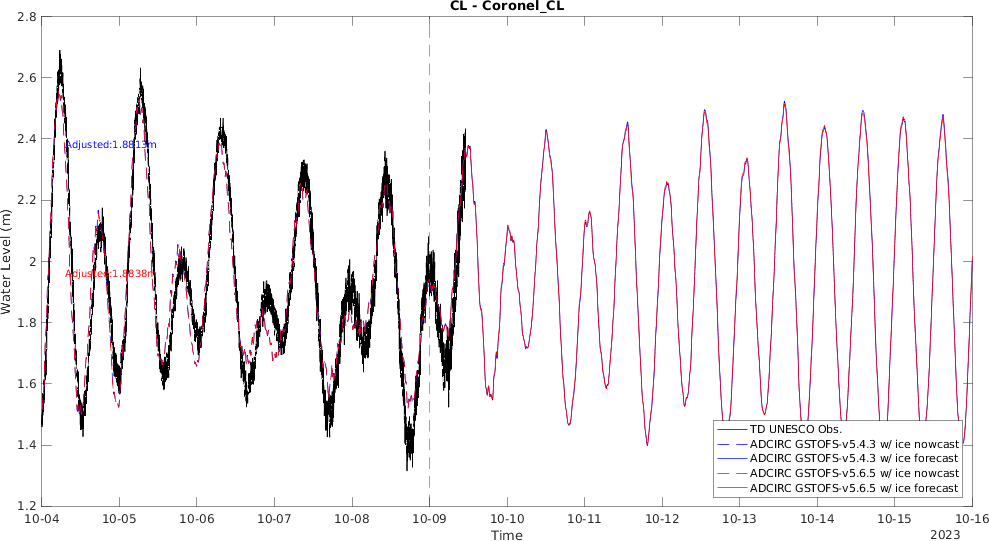 CL - Coronel_CL
2.8
2.6
2.4
2.2
2
1.8
1.6
1.4
1.2
Water Level (m)
Adjusted:1.8813m
Adjusted:1.8838m
TD UNESCO Obs.
ADCIRC GSTOFS-v5.4.3 w/ ice nowcast
ADCIRC GSTOFS-v5.4.3 w/ ice forecast
ADCIRC GSTOFS-v5.6.5 w/ ice nowcast
ADCIRC GSTOFS-v5.6.5 w/ ice forecast
10-04 10-05 10-06 10-07 10-08 10-09 10-10 10-11 10-12 10-13 10-14 10-15 10-16
Time
2023